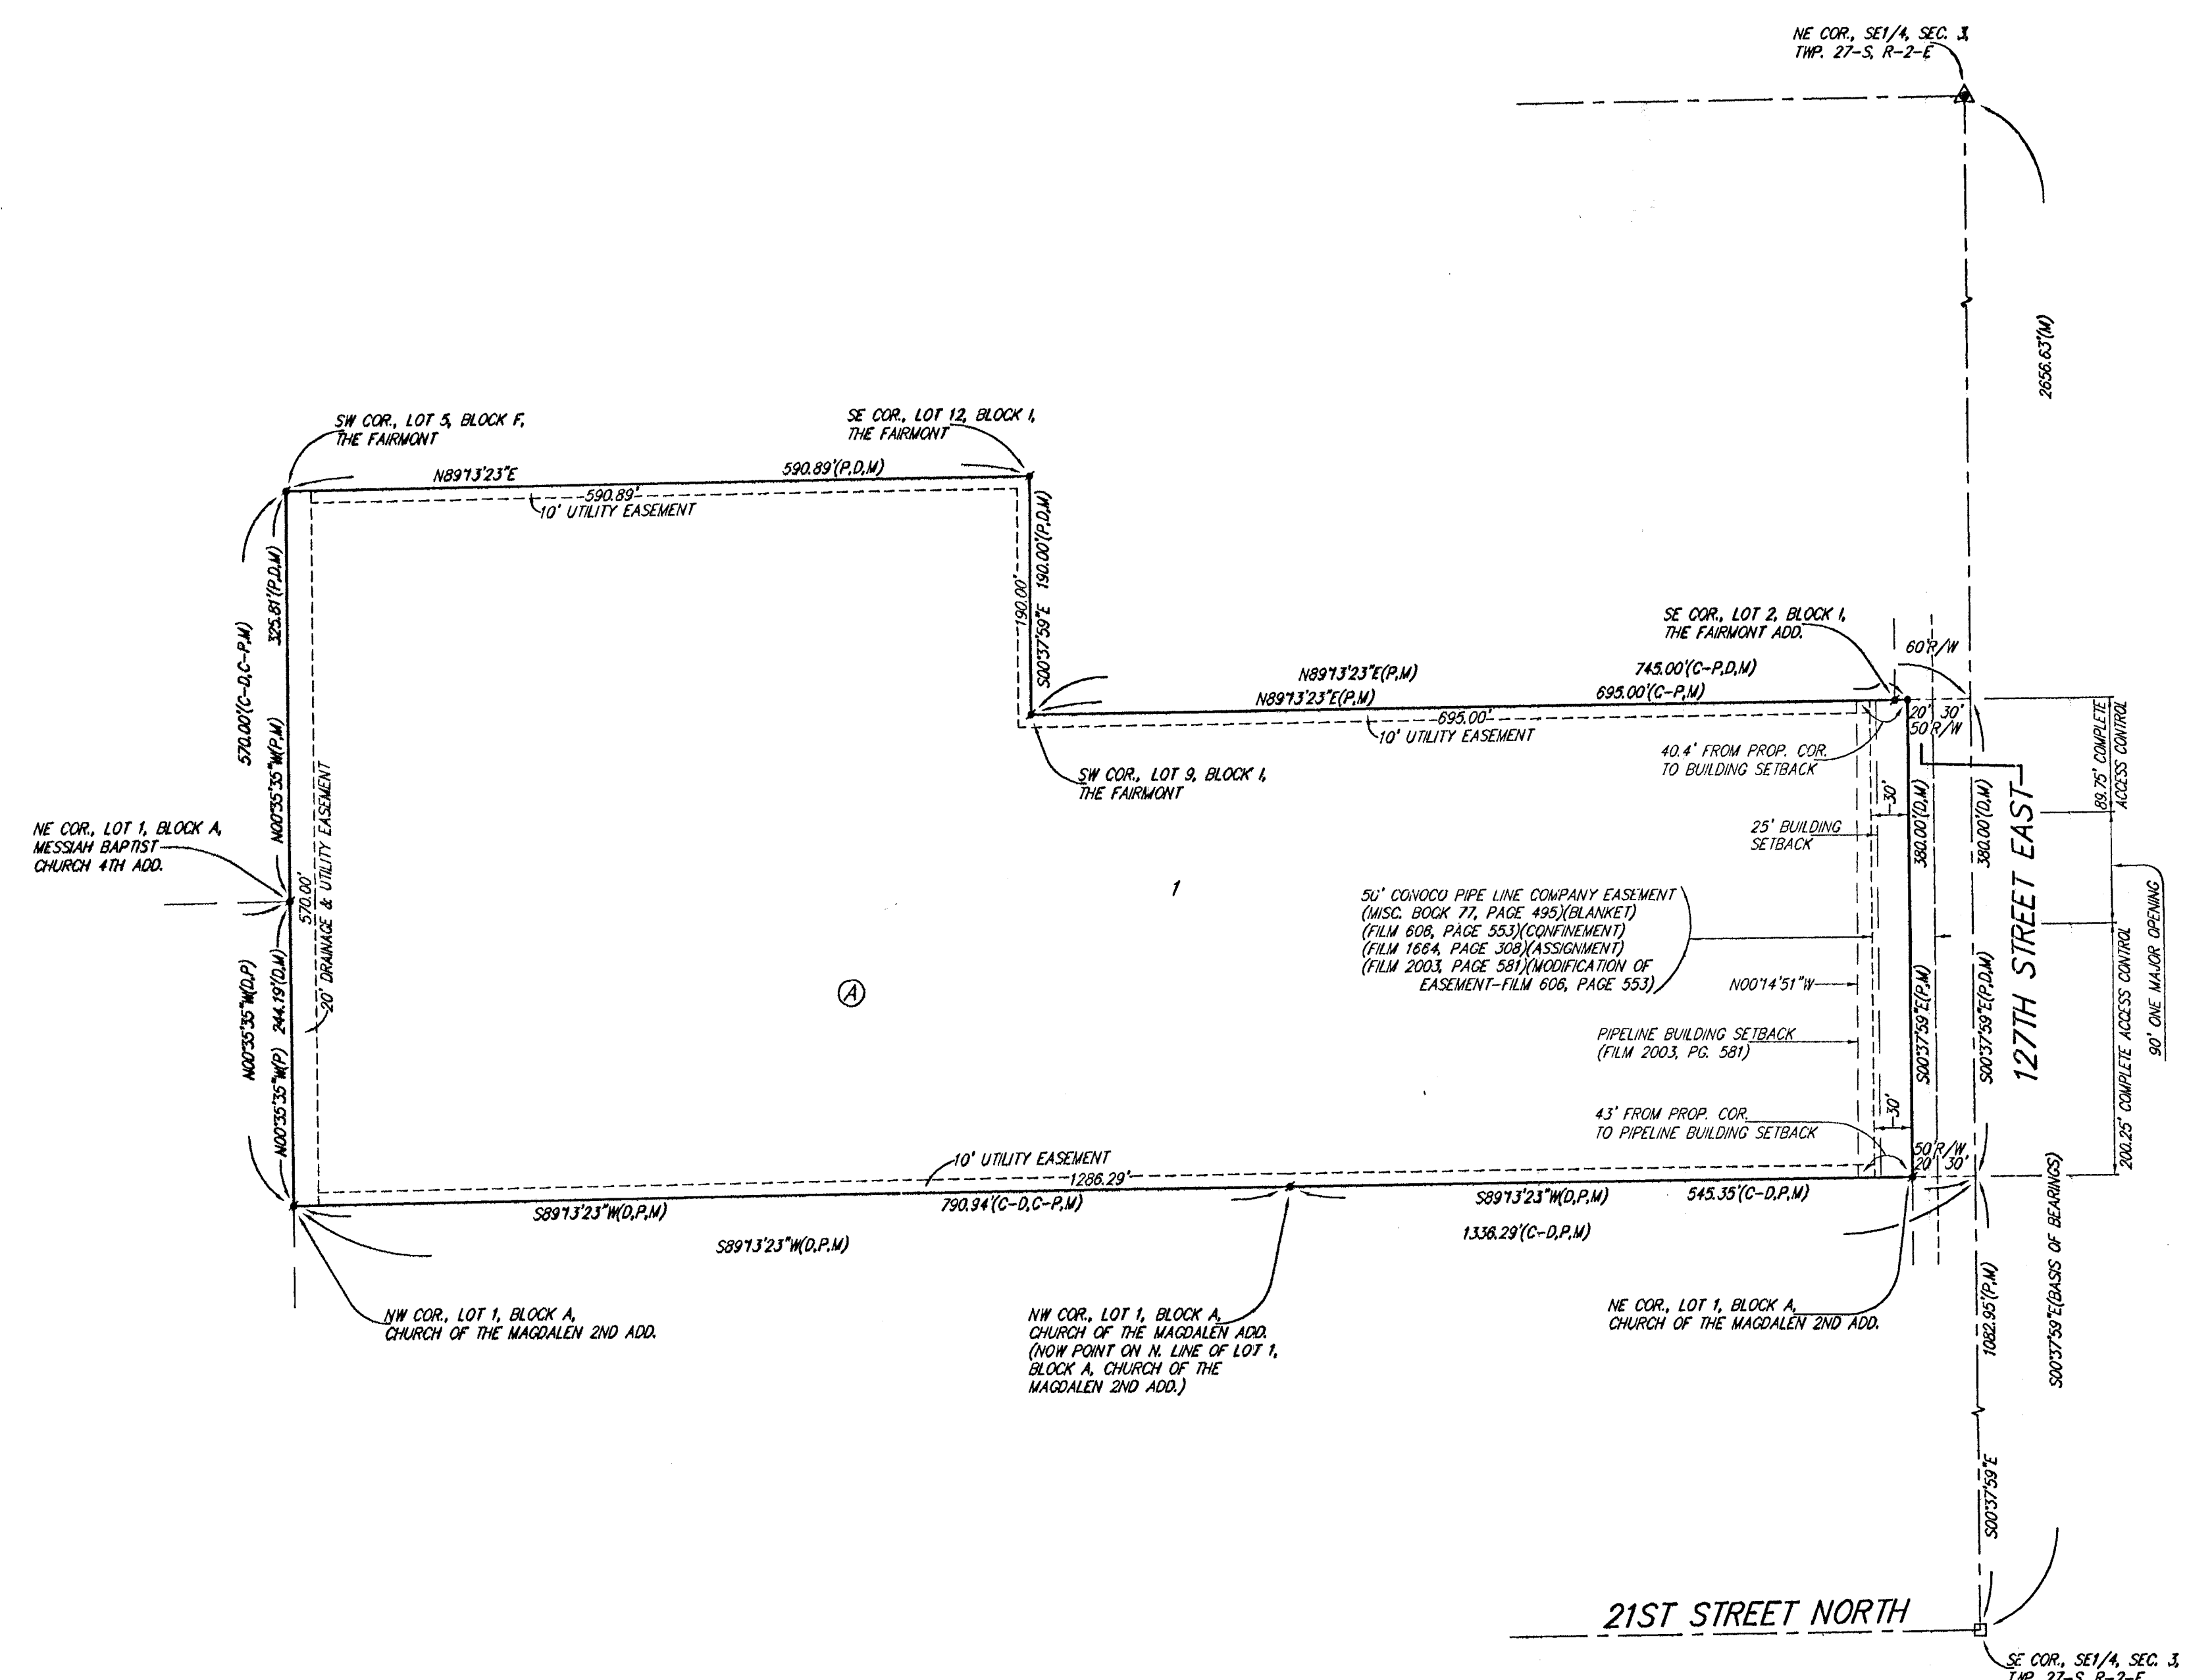 NE COR., SE1/4, SEC. 3,
TWP. 27-S, R-2-E
2656.63'(M)
SW COR., LOT 5, BLOCK F,
THE FAIRMONT
SE COR., LOT 12, BLOCK I,
THE FAIRMONT
N89°13'23"E
590.89'(P,D,M)
590.89'
10' UTILITY EASEMENT
570.00'(C-D,C-P,M)
325.81'(P,D,M)
N00°35'35"W(P,M)
190.00'
S00°37'59"E 190.00'(P,D,M)
SE COR., LOT 2, BLOCK I,
THE FAIRMONT ADD.
60'R/W
N89°13'23"E(P,M)
745.00'(C-P,D,M)
N89°13'23"E(P,M)
695.00'(C-P,M)
695.00'
10' UTILITY EASEMENT
20' 30'
50'R/W
40.4' FROM PROP. COR.
TO BUILDING SETBACK
SW COR., LOT 9, BLOCK I,
THE FAIRMONT
30'
380.00'(D,M)
380.00'(D,M)
89.75' COMPLETE
ACCESS CONTROL
127TH STREET EAST
NE COR., LOT 1, BLOCK A,
MESSIAH BAPTIST
CHURCH 4TH ADD.
25' BUILDING
SETBACK
570.00'
20' DRAINAGE & UTILITY EASEMENT
1
50' CONOCO PIPE LINE COMPANY EASEMENT
(MISC. BOOK 77, PAGE 495)(BLANKET)
(FILM 606, PAGE 553)(CONFINEMENT)
(FILM 1664, PAGE 308)(ASSIGNMENT)
(FILM 2003, PAGE 581)(MODIFICATION OF
EASEMENT-FILM 606, PAGE 553)
90' ONE MAJOR OPENING
A
N00°14'51"W
N00°35'35"W(D,P)
N00°35'35"W(P) 244.19'(D,M)
S00°37'59"E(P,M)
S00°37'59"E(P,D,M)
200.25' COMPLETE ACCESS CONTROL
PIPELINE BUILDING SETBACK
(FILM 2003, PG. 581)
43' FROM PROP. COR.
TO PIPELINE BUILDING SETBACK
30'
50'R/W
20' 30'
10' UTILITY EASEMENT
1286.29'
S89°13'23"W(D,P,M)
790.94'(C-D,C-P,M)
S89°13'23"W(D,P,M)
545.35'(C-D,P,M)
S89°13'23"W(D,P,M)
1336.29'(C-D,P,M)
NW COR., LOT 1, BLOCK A,
CHURCH OF THE MAGDALEN 2ND ADD.
NW COR., LOT 1, BLOCK A,
CHURCH OF THE MAGDALEN ADD.
(NOW POINT ON N. LINE OF LOT 1,
BLOCK A, CHURCH OF THE
MAGDALEN 2ND ADD.)
NE COR., LOT 1, BLOCK A,
CHURCH OF THE MAGDALEN 2ND ADD.
1082.95'(P,M)
S00°37'59"E(BASIS OF BEARINGS)
S00°37'59"E
21ST STREET NORTH
SE COR., SE1/4, SEC. 3,
TWP. 27-S, R-2-E